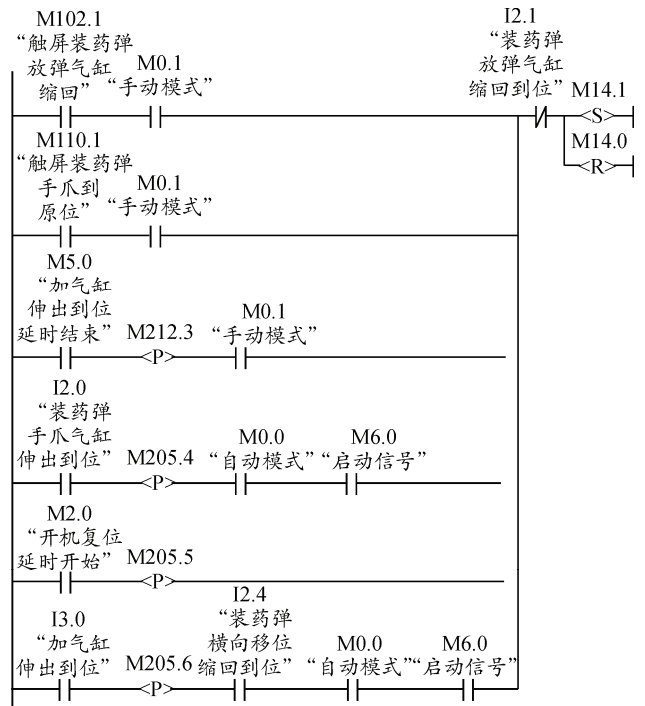 M102.1
“触屏装药弹
放弹气缸
缩回”
M0.1
“手动模式”
I2.1
“装药弹
放弹气缸
缩回到位”
M14.1
<S>
M14.0
<R>
M110.1
“触屏装药弹
手爪到
原位”
M0.1
“手动模式”
M5.0
“加气缸
伸出到位
延时结束”
M212.3
<P>
M0.1
“手动模式”
I2.0
“装药弹
手爪气缸
伸出到位”
M205.4
<P>
M0.0
“自动模式”
M6.0
“启动信号”
M2.0
“开机复位
延时开始”
M205.5
<P>
I3.0
“加气缸
伸出到位”
M205.6
<P>
I2.4
“装药弹
横向移位
缩回到位”
M0.0
“自动模式”
M6.0
“启动信号”